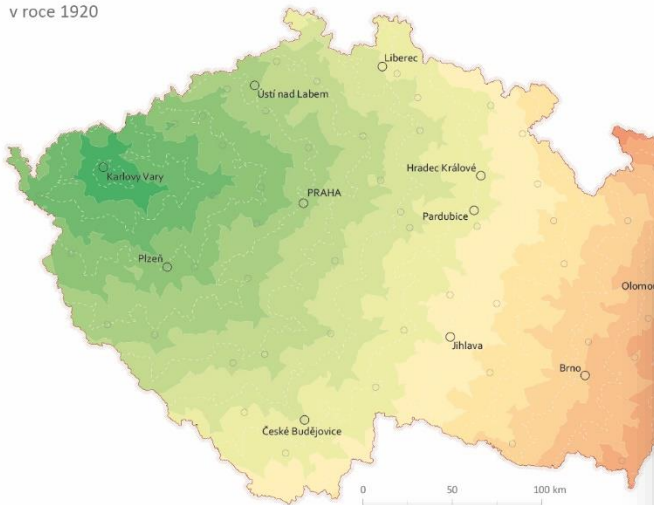 v roce 1920
Liberec
Ústí nad Labem
Karlovy Vary
Hradec Králové
PRAHA
Pardubice
Plzeň
Olomou
Jihlava
Brno
České Budějovice
0 50 100 km